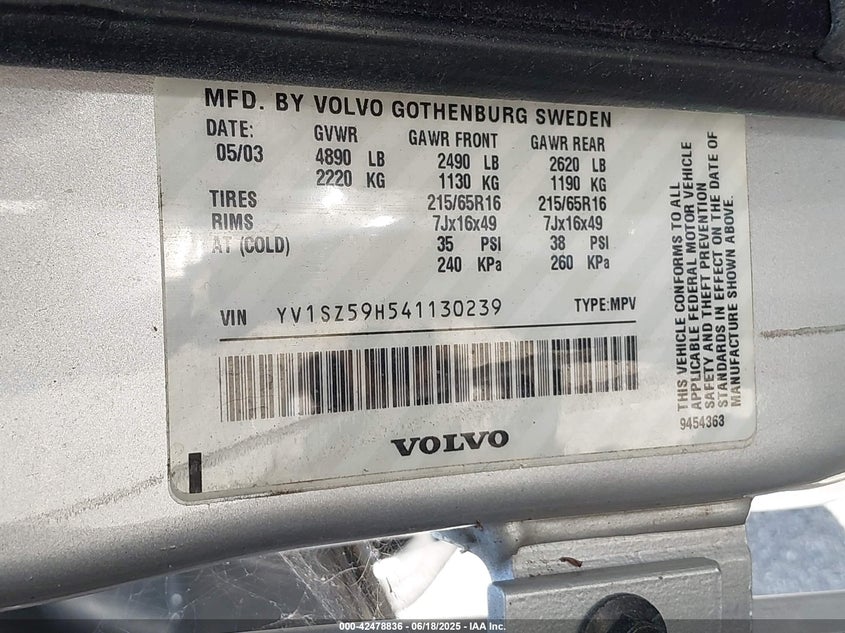 MFD. BY VOLVO GOTHENBURG SWEDEN
DATE: GVWR GAWR FRONT GAWR REAR
05/03 4890 LB 2490 LB 2620 LB
2220 KG 1130 KG 1190 KG
TIRES 215/65R16 215/65R16
RIMS 7Jx16x49 7Jx16x49
AT (COLD) 35 PSI 38 PSI
240 KPa 260 KPa
VIN YV1SZ59H541130239 TYPE:MPV
VOLVO
THIS VEHICLE CONFORMS TO ALL
APPLICABLE FEDERAL MOTOR VEHICLE
SAFETY AND THEFT PREVENTION
STANDARDS IN EFFECT ON THE DATE OF
MANUFACTURE SHOWN ABOVE.
9454363
000-42478836 - 06/18/2025 - IAA Inc.